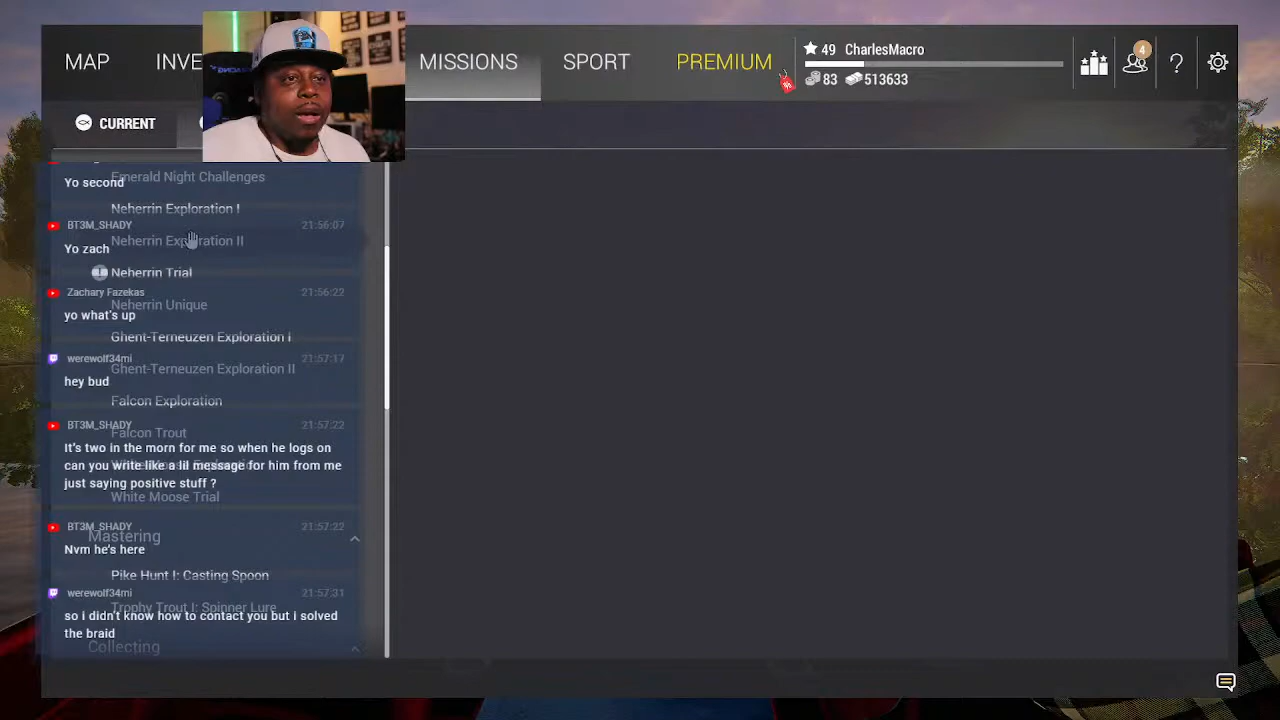 MAP
INVE
MISSIONS
SPORT
PREMIUM
49 CharlesMacro
83 513633
4
?
CURRENT
Emerald Night Challenges
Yo second
Neherrin Exploration I
BT3M_SHADY 21:56:07
Neherrin Exploration II
Yo zach
Neherrin Trial
Zachary Fazekas 21:56:22
Neherrin Unique
yo what's up
Ghent-Terneuzen Exploration I
werewolf34mi 21:57:17
Ghent-Terneuzen Exploration II
hey bud
Falcon Exploration
BT3M_SHADY 21:57:22
Falcon Trout
It's two in the morn for me so when he logs on
can you write like a lil message for him from me
just saying positive stuff ?
White Moose Trial
BT3M_SHADY 21:57:22
Mastering
Nvm he's here
Pike Hunt I: Casting Spoon
werewolf34mi 21:57:31
Trophy Trout I: Spinner Lure
so i didn't know how to contact you but i solved
the braid
Collecting